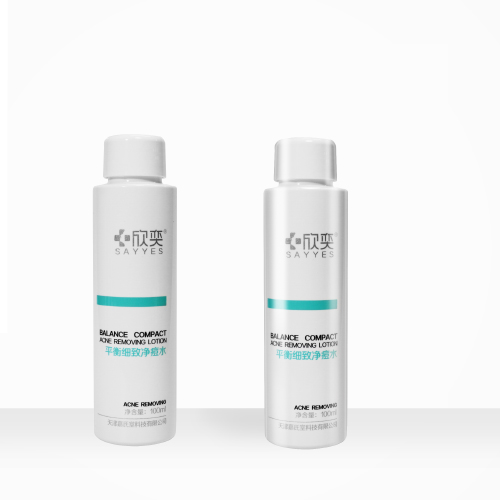 欣奕®
SAYYES
BALANCE COMPACT
ACNE REMOVING LOTION
平衡细致净痘水
ACNE REMOVING
净含量：100ml
欣奕®
SAYYES
BALANCE COMPACT
ACNE REMOVING LOTION
平衡细致净痘水
ACNE REMOVING
净含量：100ml